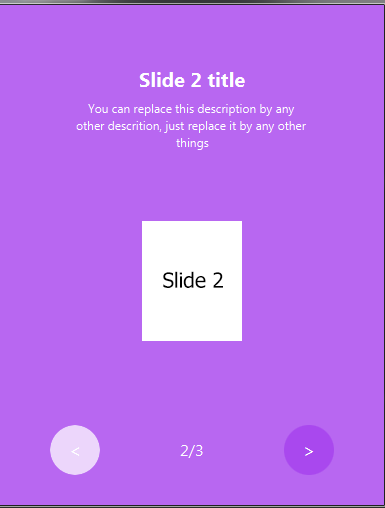 Slide 2 title
You can replace this description by any
other descrition, just replace it by any other
things
Slide 2
< 2/3 >